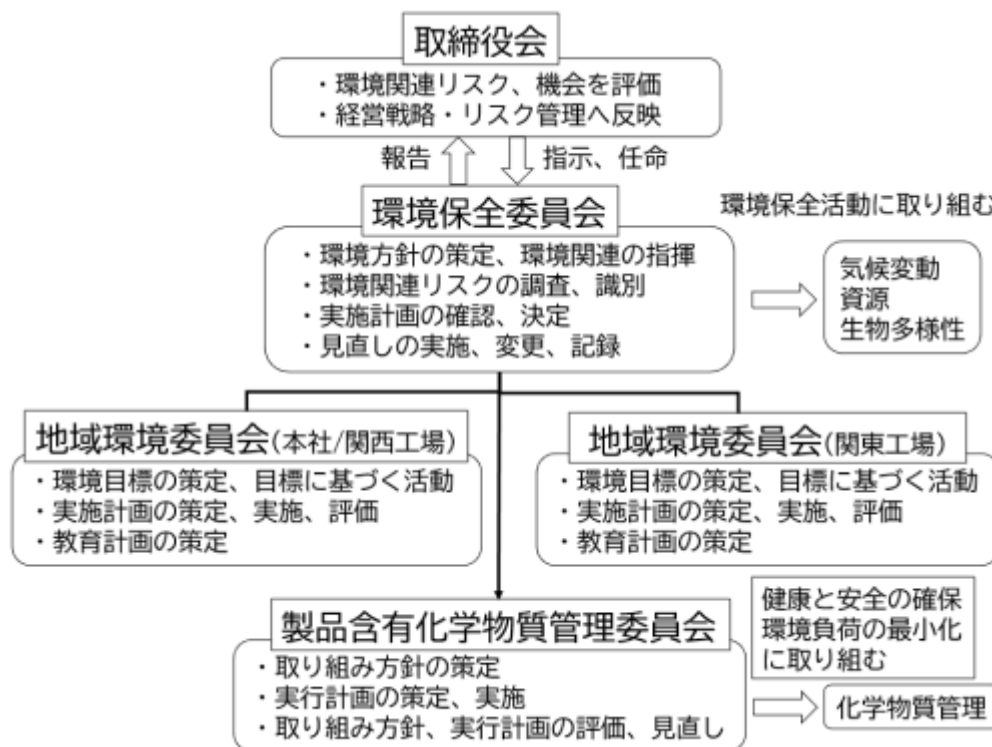 取締役会
・環境関連リスク、機会を評価
・経営戦略・リスク管理へ反映
報告
指示、任命
環境保全委員会
・環境方針の策定、環境関連の指揮
・環境関連リスクの調査、識別
・実施計画の確認、決定
・見直しの実施、変更、記録
環境保全活動に取り組む
気候変動
資源
生物多様性
地域環境委員会(本社/関西工場)
・環境目標の策定、目標に基づく活動
・実施計画の策定、実施、評価
・教育計画の策定
地域環境委員会(関東工場)
・環境目標の策定、目標に基づく活動
・実施計画の策定、実施、評価
・教育計画の策定
製品含有化学物質管理委員会
・取り組み方針の策定
・実行計画の策定、実施
・取り組み方針、実行計画の評価、見直し
健康と安全の確保
環境負荷の最小化
に取り組む
化学物質管理